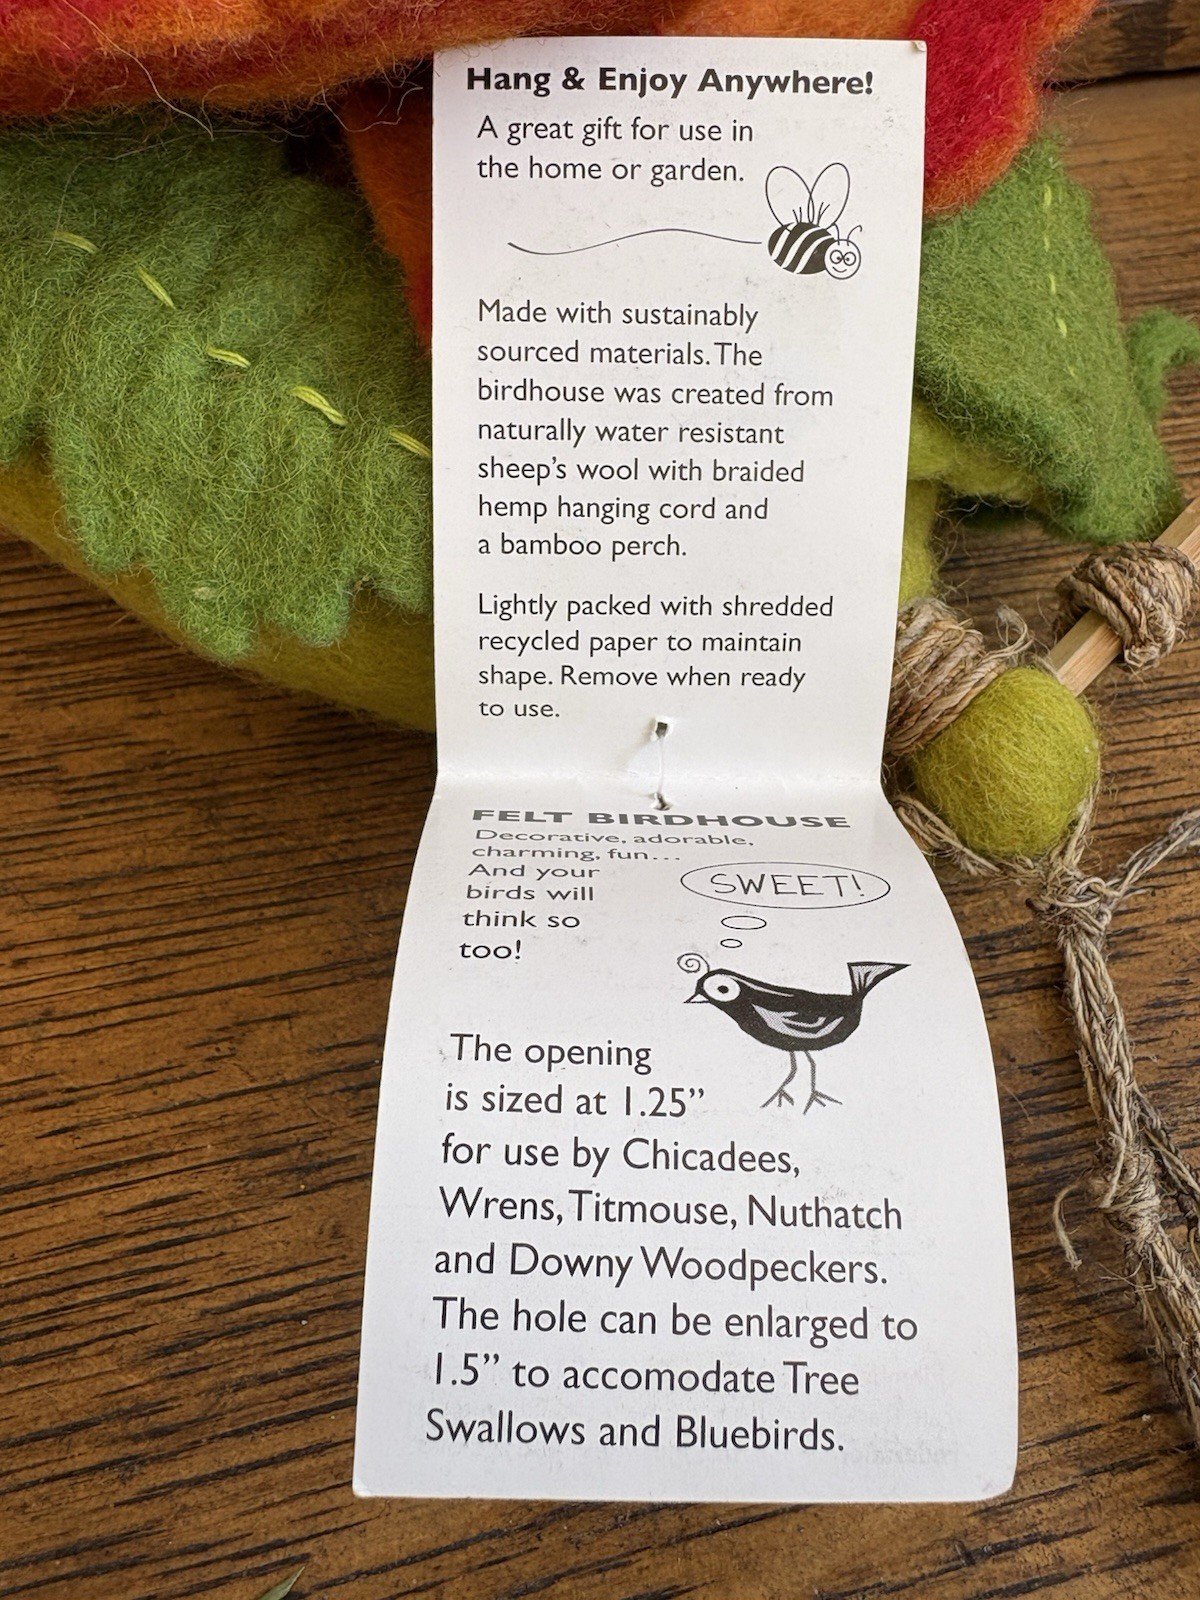 Hang & Enjoy Anywhere!
A great gift for use in
the home or garden.
Made with sustainably
sourced materials. The
birdhouse was created from
naturally water resistant
sheep's wool with braided
hemp hanging cord and
a bamboo perch.
Lightly packed with shredded
recycled paper to maintain
shape. Remove when ready
to use.
FELT BIRDHOUSE
Decorative, adorable,
charming, fun...
And your
birds will
think so
too!
SWEET!
The opening
is sized at 1.25”
for use by Chicadees,
Wrens, Titmouse, Nuthatch
and Downy Woodpeckers.
The hole can be enlarged to
1.5” to accomodate Tree
Swallows and Bluebirds.